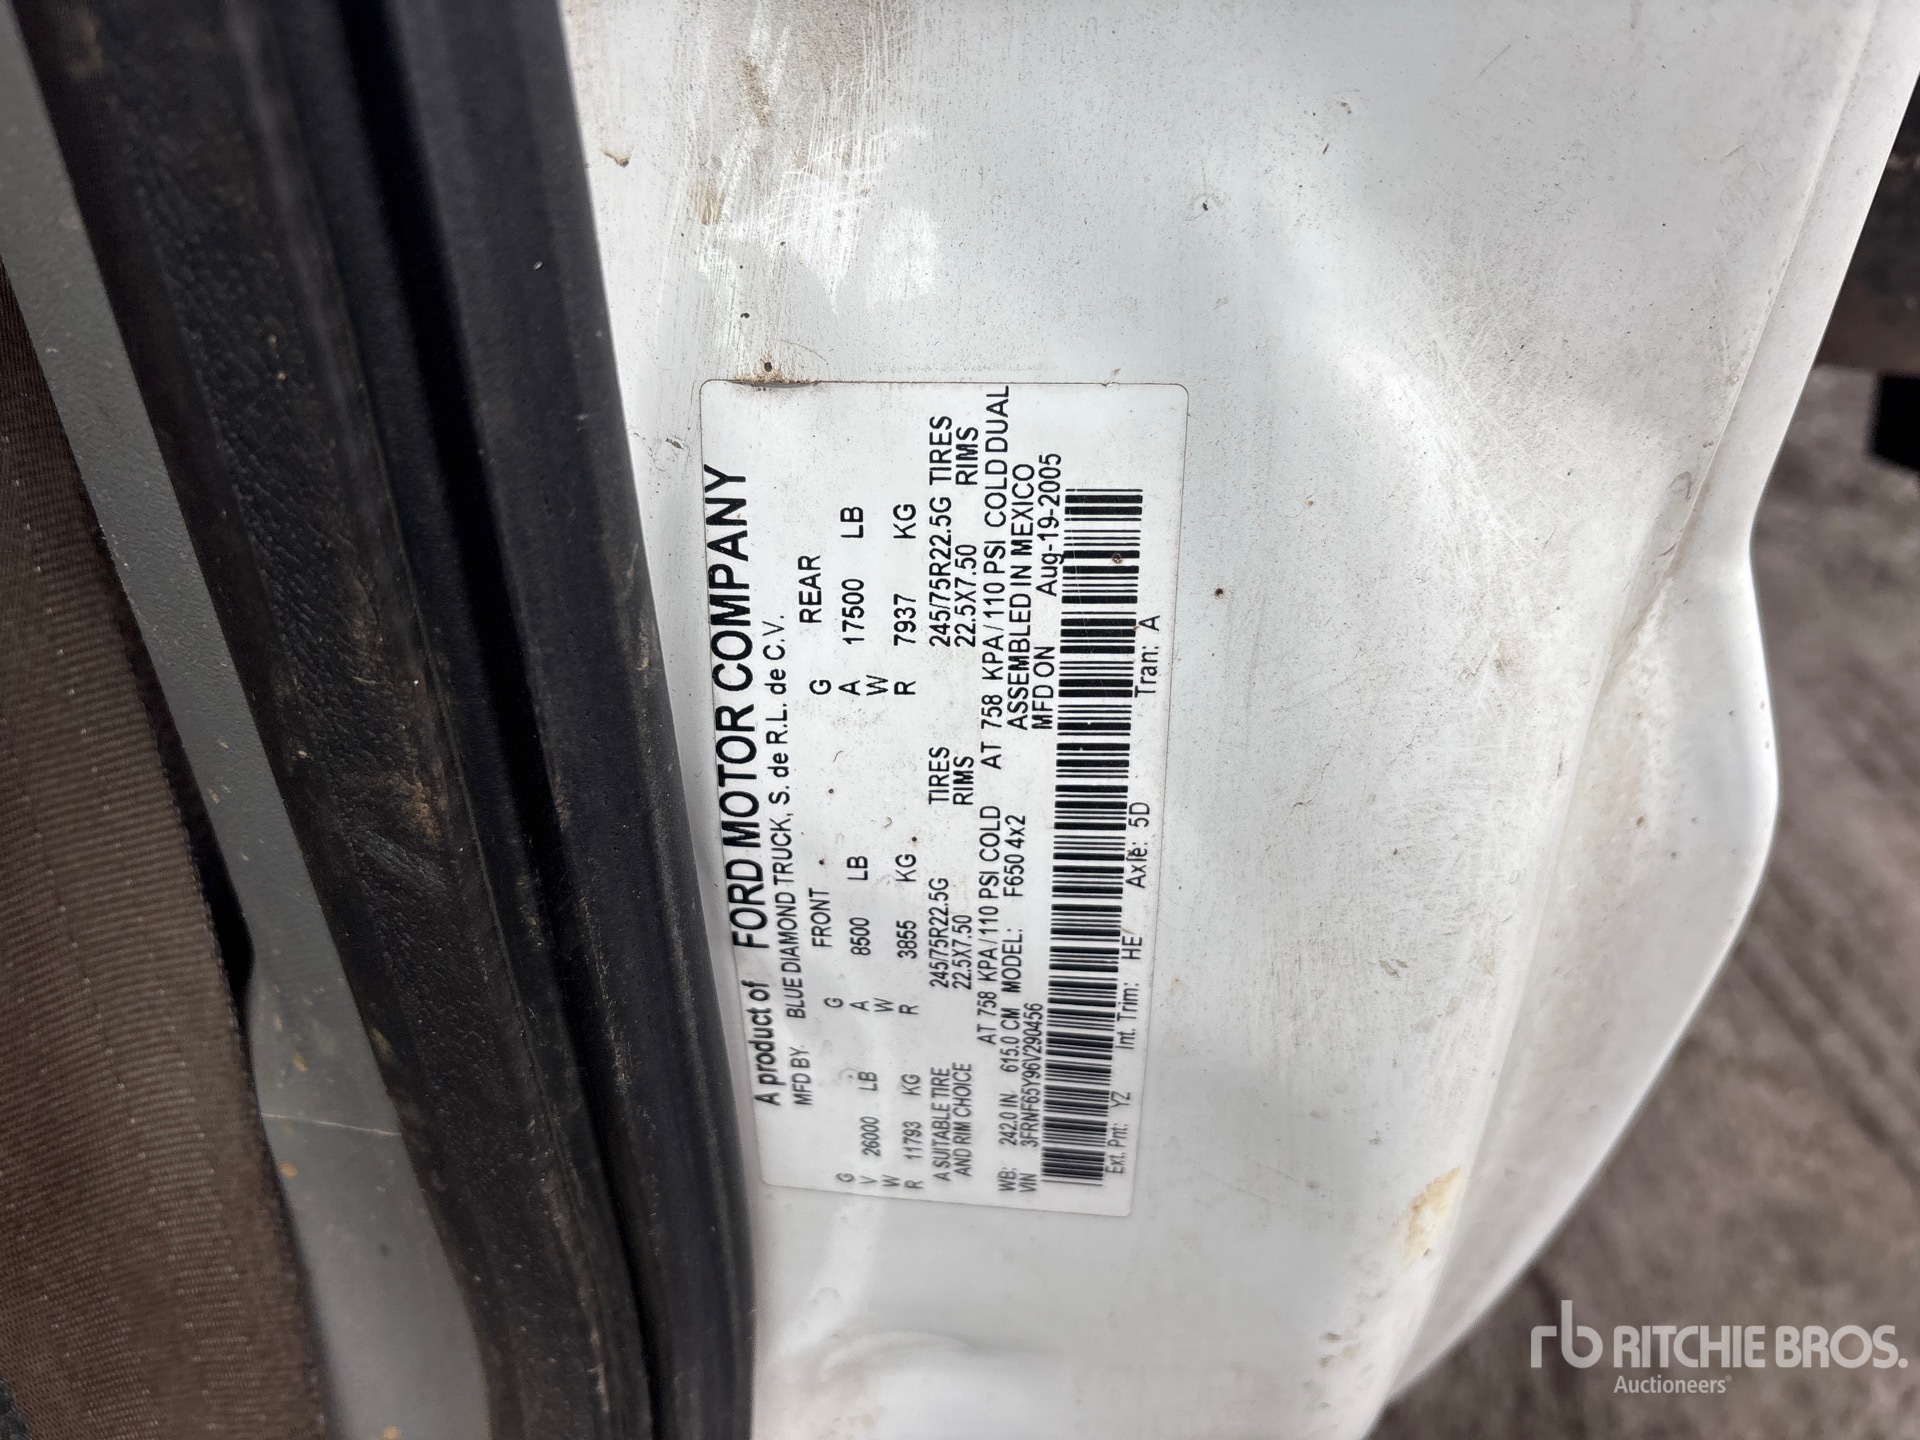 A product of FORD MOTOR COMPANY
MFD BY BLUE DIAMOND TRUCK, S. de R.L. de C.V.
FRONT REAR
G V W R 26000 LB 11793 KG
G A W R 8500 LB 3855 KG
G A W R 17500 LB 7937 KG
A SUITABLE TIRE 245/75R22.5G TIRES 245/75R22.5G TIRES
AND RIM CHOICE 22.5X7.50 RIMS 22.5X7.50 RIMS
AT 758 KPA/110 PSI COLD AT 758 KPA/110 PSI COLD DUAL
WB: 242.0 IN 615.0 CM MODEL: F650 4x2 ASSEMBLED IN MEXICO
VIN 3FRNF65Y96V290456 MFD ON Aug-19-2005
Ext. Pnt: YZ Int. Trim: HE Axle: 5D Tran: A
rb RITCHIE BROS.
Auctioneers